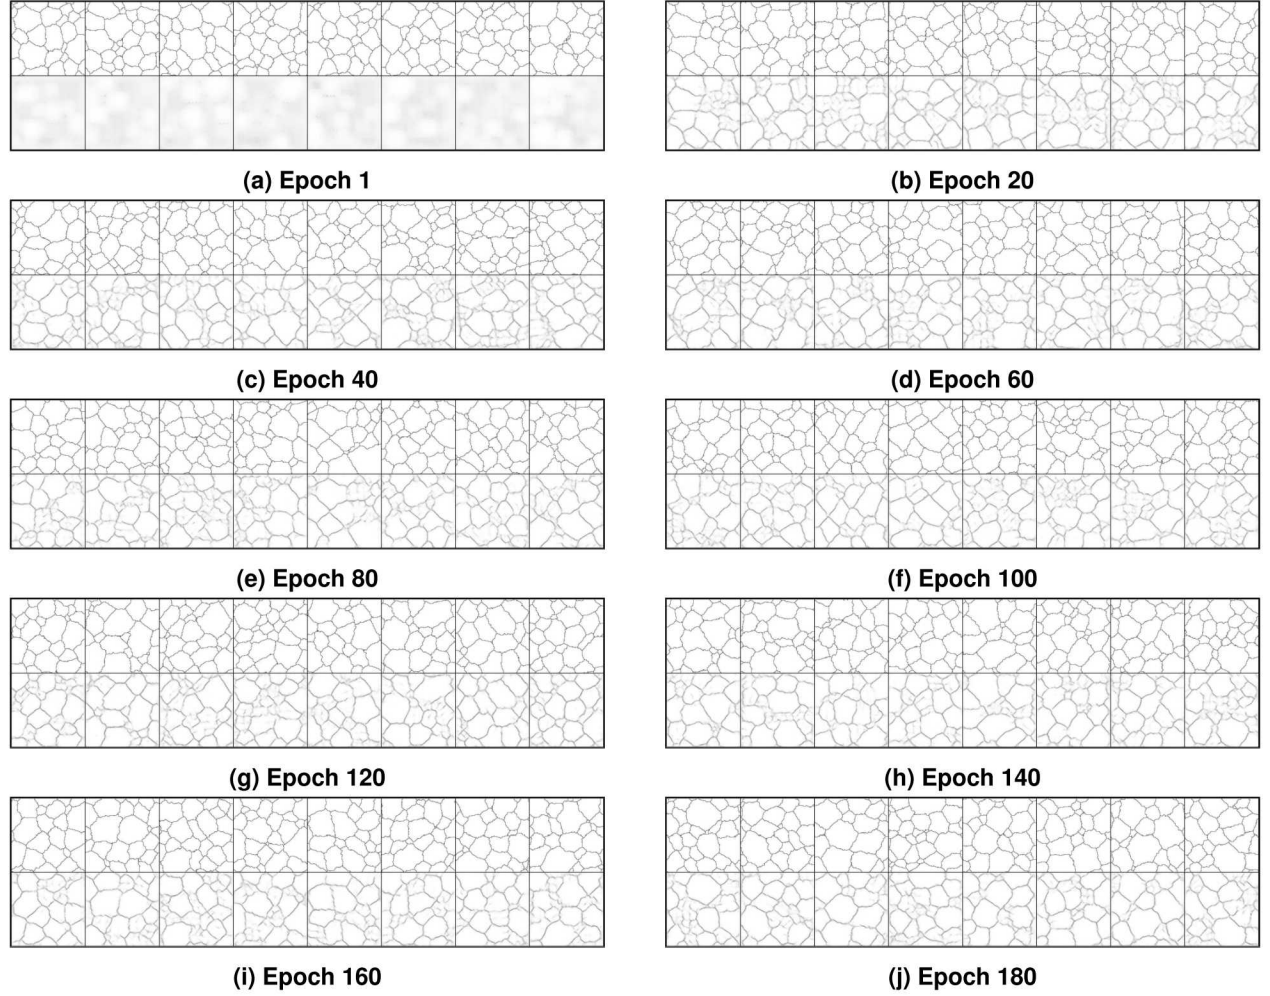 (a) Epoch 1
(b) Epoch 20
(c) Epoch 40
(d) Epoch 60
(e) Epoch 80
(f) Epoch 100
(g) Epoch 120
(h) Epoch 140
(i) Epoch 160
(j) Epoch 180